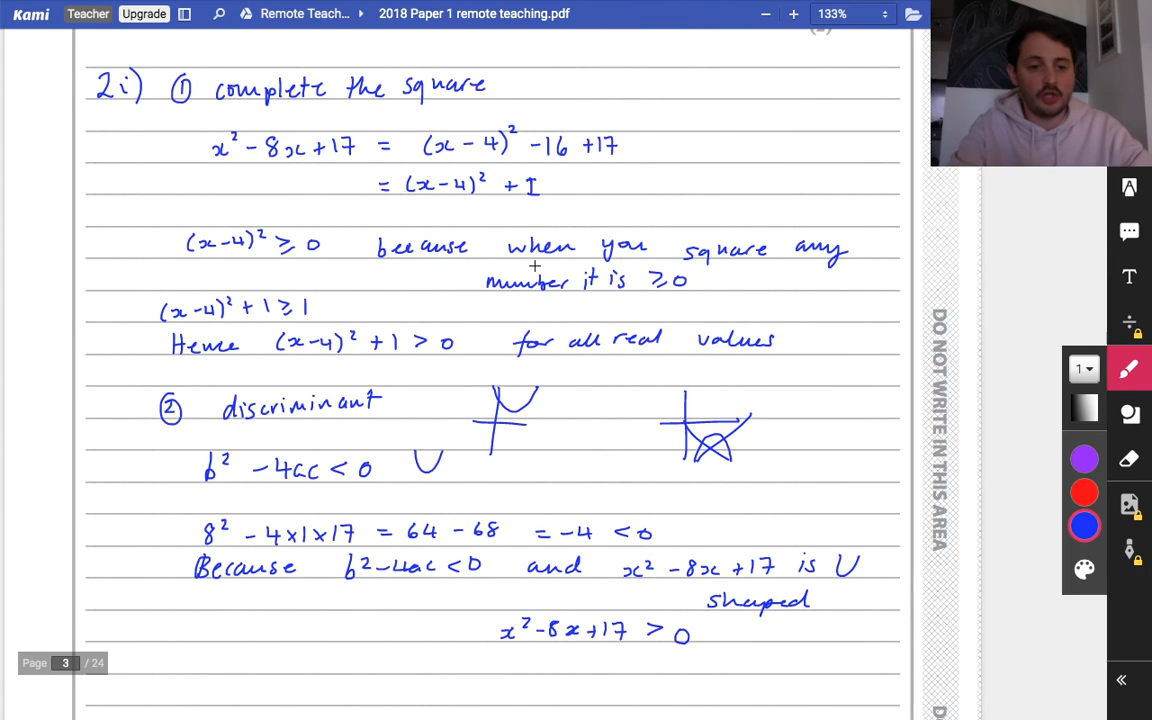 Kami Teacher Upgrade Remote Teach... > 2018 Paper 1 remote teaching.pdf − + 133%
2i) ① complete the square
x² - 8x + 17 = (x - 4)² - 16 + 17
= (x - 4)² + 1
(x - 4)² ≥ 0 because when you square any
number it is ≥ 0
(x - 4)² + 1 ≥ 1
Hence (x - 4)² + 1 > 0 for all real values
② discriminant
b² - 4ac < 0 U
8² - 4 x 1 x 17 = 64 - 68 = -4 < 0
Because b² - 4ac < 0 and x² - 8x + 17 is U
shaped
x² - 8x + 17 > 0
DO NOT WRITE IN THIS AREA
T
1
Page 3 / 24